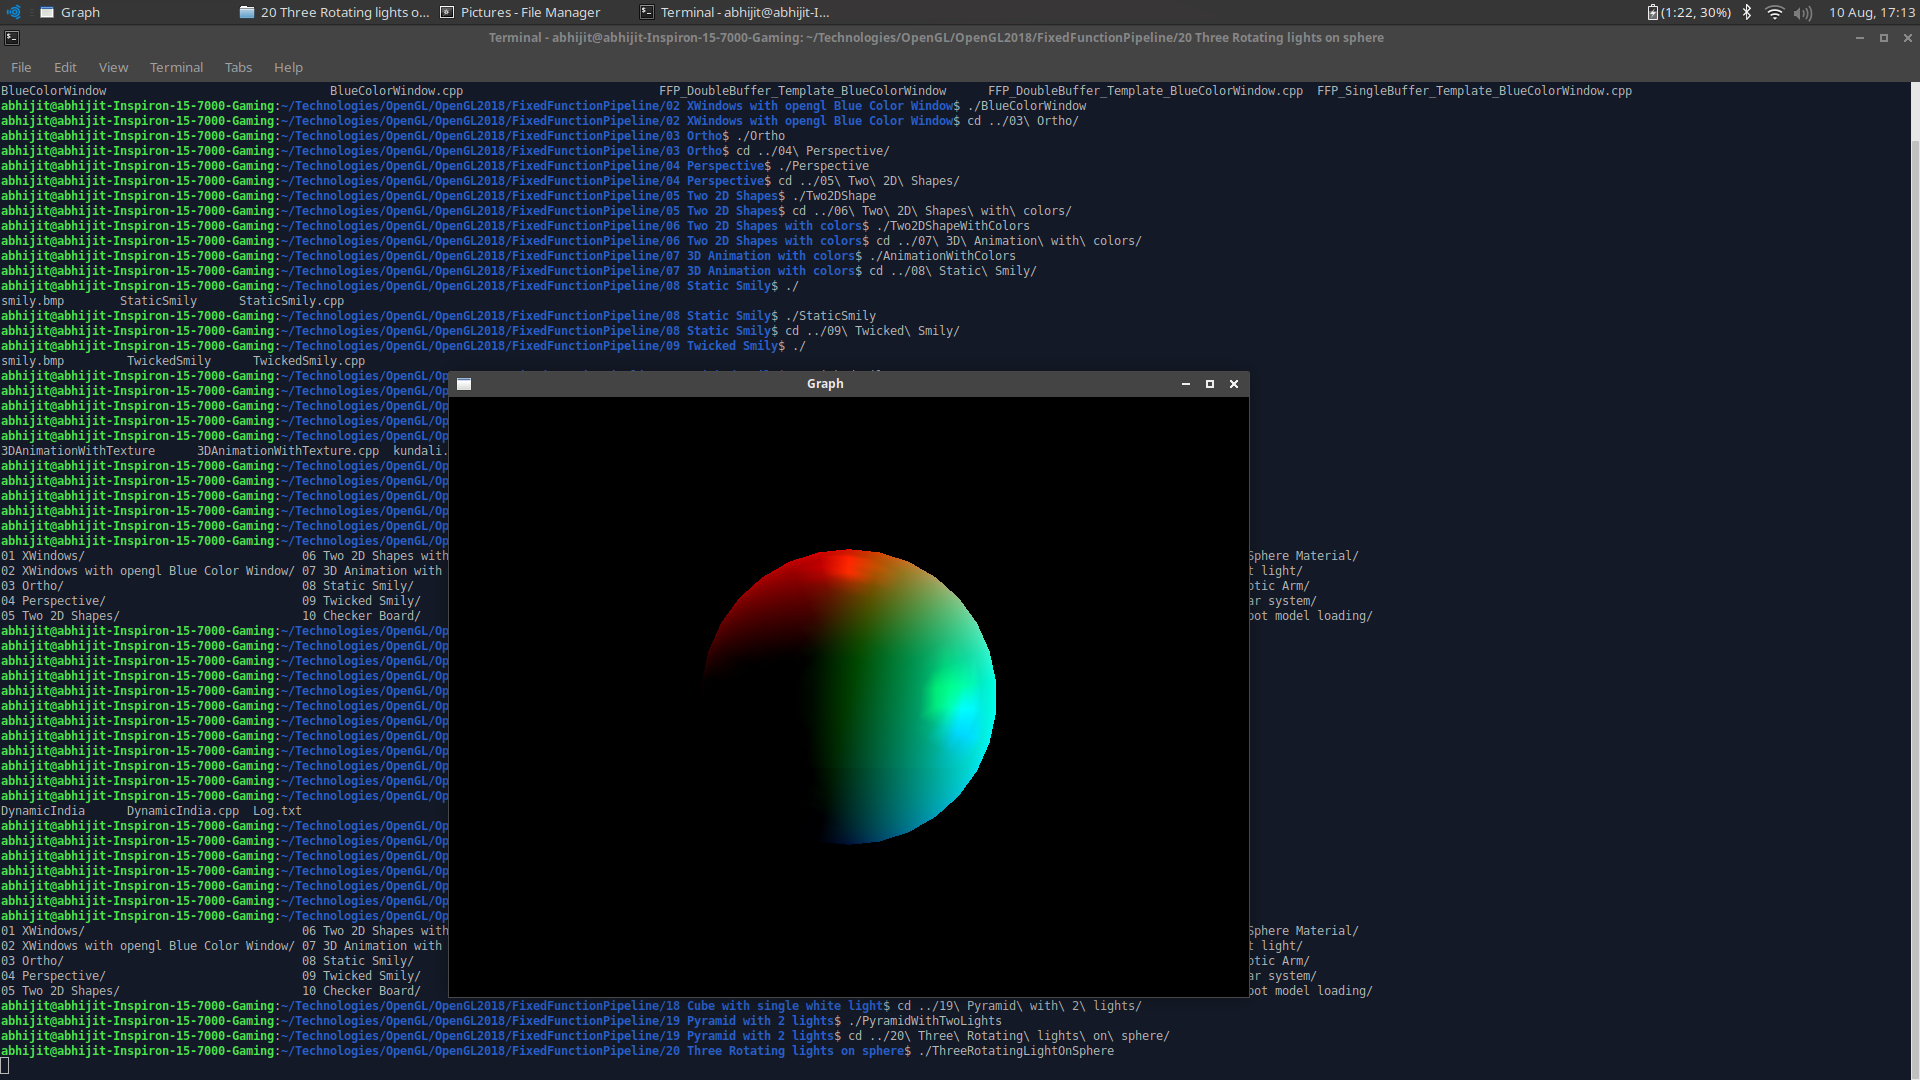 Graph
20 Three Rotating lights o...
Pictures - File Manager
Terminal - abhijit@abhijit-I...
(1:22, 30%)
10 Aug, 17:13
Terminal - abhijit@abhijit-Inspiron-15-7000-Gaming: ~/Technologies/OpenGL/OpenGL2018/FixedFunctionPipeline/20 Three Rotating lights on sphere
File Edit View Terminal Tabs Help
BlueColorWindow BlueColorWindow.cpp FFP_DoubleBuffer_Template_BlueColorWindow FFP_DoubleBuffer_Template_BlueColorWindow.cpp FFP_SingleBuffer_Template_BlueColorWindow.cpp
abhijit@abhijit-Inspiron-15-7000-Gaming:~/Technologies/OpenGL/OpenGL2018/FixedFunctionPipeline/02 XWindows with opengl Blue Color Window$ ./BlueColorWindow
abhijit@abhijit-Inspiron-15-7000-Gaming:~/Technologies/OpenGL/OpenGL2018/FixedFunctionPipeline/02 XWindows with opengl Blue Color Window$ cd ../03\ Ortho/
abhijit@abhijit-Inspiron-15-7000-Gaming:~/Technologies/OpenGL/OpenGL2018/FixedFunctionPipeline/03 Ortho$ ./Ortho
abhijit@abhijit-Inspiron-15-7000-Gaming:~/Technologies/OpenGL/OpenGL2018/FixedFunctionPipeline/03 Ortho$ cd ../04\ Perspective/
abhijit@abhijit-Inspiron-15-7000-Gaming:~/Technologies/OpenGL/OpenGL2018/FixedFunctionPipeline/04 Perspective$ ./Perspective
abhijit@abhijit-Inspiron-15-7000-Gaming:~/Technologies/OpenGL/OpenGL2018/FixedFunctionPipeline/04 Perspective$ cd ../05\ Two\ 2D\ Shapes/
abhijit@abhijit-Inspiron-15-7000-Gaming:~/Technologies/OpenGL/OpenGL2018/FixedFunctionPipeline/05 Two 2D Shapes$ ./Two2DShape
abhijit@abhijit-Inspiron-15-7000-Gaming:~/Technologies/OpenGL/OpenGL2018/FixedFunctionPipeline/05 Two 2D Shapes$ cd ../06\ Two\ 2D\ Shapes\ with\ colors/
abhijit@abhijit-Inspiron-15-7000-Gaming:~/Technologies/OpenGL/OpenGL2018/FixedFunctionPipeline/06 Two 2D Shapes with colors$ ./Two2DShapeWithColors
abhijit@abhijit-Inspiron-15-7000-Gaming:~/Technologies/OpenGL/OpenGL2018/FixedFunctionPipeline/06 Two 2D Shapes with colors$ cd ../07\ 3D\ Animation\ with\ colors/
abhijit@abhijit-Inspiron-15-7000-Gaming:~/Technologies/OpenGL/OpenGL2018/FixedFunctionPipeline/07 3D Animation with colors$ ./AnimationWithColors
abhijit@abhijit-Inspiron-15-7000-Gaming:~/Technologies/OpenGL/OpenGL2018/FixedFunctionPipeline/07 3D Animation with colors$ cd ../08\ Static\ Smily/
abhijit@abhijit-Inspiron-15-7000-Gaming:~/Technologies/OpenGL/OpenGL2018/FixedFunctionPipeline/08 Static Smily$ ./
smily.bmp StaticSmily StaticSmily.cpp
abhijit@abhijit-Inspiron-15-7000-Gaming:~/Technologies/OpenGL/OpenGL2018/FixedFunctionPipeline/08 Static Smily$ ./StaticSmily
abhijit@abhijit-Inspiron-15-7000-Gaming:~/Technologies/OpenGL/OpenGL2018/FixedFunctionPipeline/08 Static Smily$ cd ../09\ Twicked\ Smily/
abhijit@abhijit-Inspiron-15-7000-Gaming:~/Technologies/OpenGL/OpenGL2018/FixedFunctionPipeline/09 Twicked Smily$ ./
smily.bmp TwickedSmily TwickedSmily.cpp
abhijit@abhijit-Inspiron-15-7000-Gaming:~/Technologies/OpenGL/Op
Graph
abhijit@abhijit-Inspiron-15-7000-Gaming:~/Technologies/OpenGL/Op
abhijit@abhijit-Inspiron-15-7000-Gaming:~/Technologies/OpenGL/Op
abhijit@abhijit-Inspiron-15-7000-Gaming:~/Technologies/OpenGL/Op
abhijit@abhijit-Inspiron-15-7000-Gaming:~/Technologies/OpenGL/Op
3DAnimationWithTexture 3DAnimationWithTexture.cpp kundali.
abhijit@abhijit-Inspiron-15-7000-Gaming:~/Technologies/OpenGL/Op
abhijit@abhijit-Inspiron-15-7000-Gaming:~/Technologies/OpenGL/Op
abhijit@abhijit-Inspiron-15-7000-Gaming:~/Technologies/OpenGL/Op
abhijit@abhijit-Inspiron-15-7000-Gaming:~/Technologies/OpenGL/Op
abhijit@abhijit-Inspiron-15-7000-Gaming:~/Technologies/OpenGL/Op
abhijit@abhijit-Inspiron-15-7000-Gaming:~/Technologies/OpenGL/Op
01 XWindows/ 06 Two 2D Shapes with Sphere Material/
02 XWindows with opengl Blue Color Window/ 07 3D Animation with t light/
03 Ortho/ 08 Static Smily/ otic Arm/
04 Perspective/ 09 Twicked Smily/ ar system/
05 Two 2D Shapes/ 10 Checker Board/ oot model loading/
abhijit@abhijit-Inspiron-15-7000-Gaming:~/Technologies/OpenGL/Op
abhijit@abhijit-Inspiron-15-7000-Gaming:~/Technologies/OpenGL/Op
abhijit@abhijit-Inspiron-15-7000-Gaming:~/Technologies/OpenGL/Op
abhijit@abhijit-Inspiron-15-7000-Gaming:~/Technologies/OpenGL/Op
abhijit@abhijit-Inspiron-15-7000-Gaming:~/Technologies/OpenGL/Op
abhijit@abhijit-Inspiron-15-7000-Gaming:~/Technologies/OpenGL/Op
abhijit@abhijit-Inspiron-15-7000-Gaming:~/Technologies/OpenGL/Op
abhijit@abhijit-Inspiron-15-7000-Gaming:~/Technologies/OpenGL/Op
abhijit@abhijit-Inspiron-15-7000-Gaming:~/Technologies/OpenGL/Op
abhijit@abhijit-Inspiron-15-7000-Gaming:~/Technologies/OpenGL/Op
abhijit@abhijit-Inspiron-15-7000-Gaming:~/Technologies/OpenGL/Op
abhijit@abhijit-Inspiron-15-7000-Gaming:~/Technologies/OpenGL/Op
DynamicIndia DynamicIndia.cpp Log.txt
abhijit@abhijit-Inspiron-15-7000-Gaming:~/Technologies/OpenGL/Op
abhijit@abhijit-Inspiron-15-7000-Gaming:~/Technologies/OpenGL/Op
abhijit@abhijit-Inspiron-15-7000-Gaming:~/Technologies/OpenGL/Op
abhijit@abhijit-Inspiron-15-7000-Gaming:~/Technologies/OpenGL/Op
abhijit@abhijit-Inspiron-15-7000-Gaming:~/Technologies/OpenGL/Op
abhijit@abhijit-Inspiron-15-7000-Gaming:~/Technologies/OpenGL/Op
abhijit@abhijit-Inspiron-15-7000-Gaming:~/Technologies/OpenGL/Op
01 XWindows/ 06 Two 2D Shapes with Sphere Material/
02 XWindows with opengl Blue Color Window/ 07 3D Animation with t light/
03 Ortho/ 08 Static Smily/ otic Arm/
04 Perspective/ 09 Twicked Smily/ ar system/
05 Two 2D Shapes/ 10 Checker Board/ oot model loading/
abhijit@abhijit-Inspiron-15-7000-Gaming:~/Technologies/OpenGL/OpenGL2018/FixedFunctionPipeline/18 Cube with single white light$ cd ../19\ Pyramid\ with\ 2\ lights/
abhijit@abhijit-Inspiron-15-7000-Gaming:~/Technologies/OpenGL/OpenGL2018/FixedFunctionPipeline/19 Pyramid with 2 lights$ ./PyramidWithTwoLights
abhijit@abhijit-Inspiron-15-7000-Gaming:~/Technologies/OpenGL/OpenGL2018/FixedFunctionPipeline/19 Pyramid with 2 lights$ cd ../20\ Three\ Rotating\ lights\ on\ sphere/
abhijit@abhijit-Inspiron-15-7000-Gaming:~/Technologies/OpenGL/OpenGL2018/FixedFunctionPipeline/20 Three Rotating lights on sphere$ ./ThreeRotatingLightOnSphere